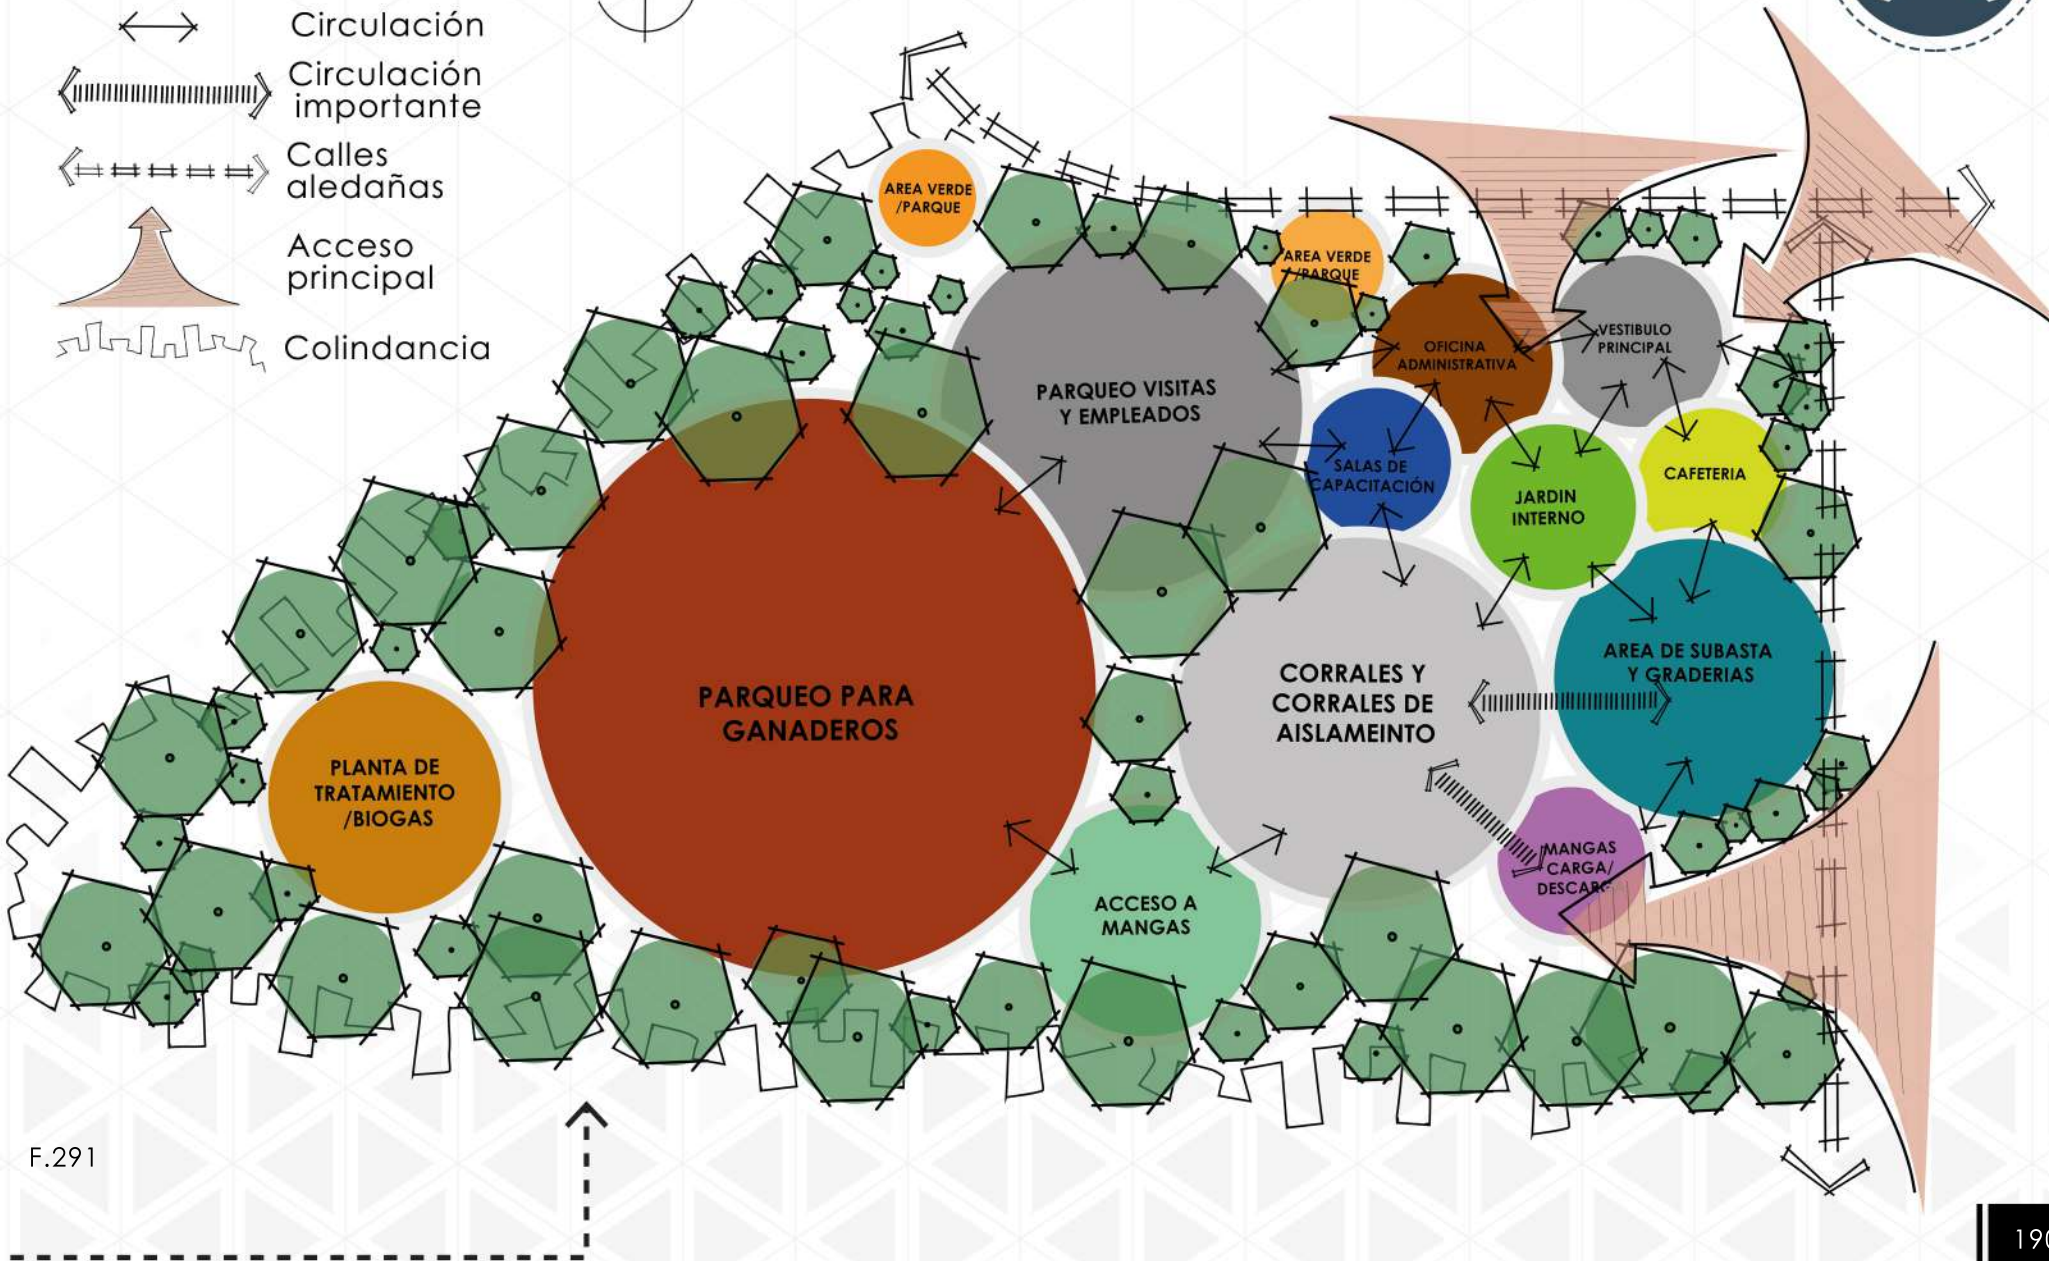 Circulación
Circulación
importante
Calles
aledañas
Acceso
principal
Colindancia
AREA VERDE
/PARQUE
AREA VERDE
/PARQUE
OFICINA
ADMINISTRATIVA
VESTIBULO
PRINCIPAL
PARQUEO VISITAS
Y EMPLEADOS
SALAS DE
CAPACITACIÓN
JARDIN
INTERNO
CAFETERIA
AREA DE SUBASTA
Y GRADERIAS
CORRALES Y
CORRALES DE
AISLAMEINTO
PARQUEO PARA
GANADEROS
PLANTA DE
TRATAMIENTO
/BIOGAS
MANGAS
CARGA/
ACCESO A
MANGAS
F.291